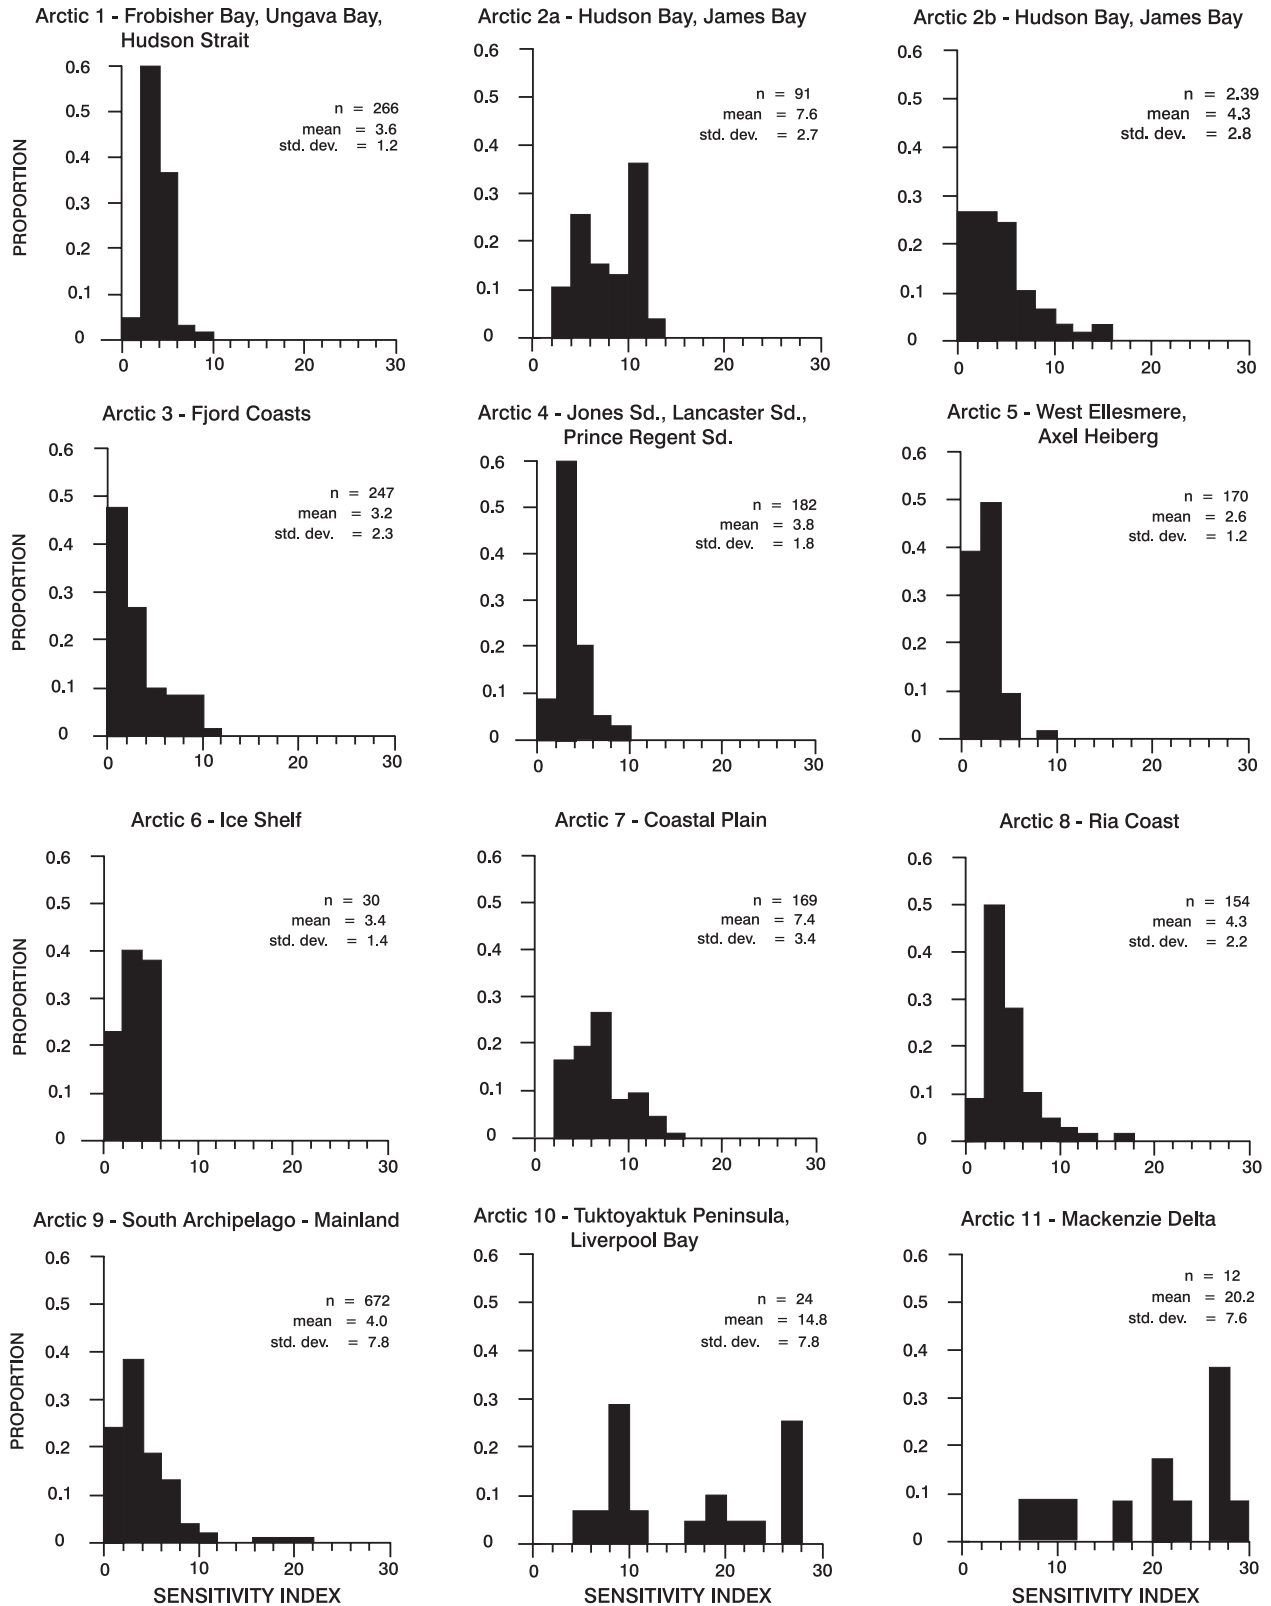 Arctic 1 - Frobisher Bay, Ungava Bay,
Hudson Strait
PROPORTION
0.6
0.5
0.4
0.3
0.2
0.1
0
n = 266
mean = 3.6
std. dev. = 1.2
0 10 20 30
Arctic 2a - Hudson Bay, James Bay
0.6
0.5
0.4
0.3
0.2
0.1
0
n = 91
mean = 7.6
std. dev. = 2.7
0 10 20 30
Arctic 2b - Hudson Bay, James Bay
0.6
0.5
0.4
0.3
0.2
0.1
0
n = 2.39
mean = 4.3
std. dev. = 2.8
0 10 20 30
Arctic 3 - Fjord Coasts
PROPORTION
0.6
0.5
0.4
0.3
0.2
0.1
0
n = 247
mean = 3.2
std. dev. = 2.3
0 10 20 30
Arctic 4 - Jones Sd., Lancaster Sd.,
Prince Regent Sd.
0.6
0.5
0.4
0.3
0.2
0.1
0
n = 182
mean = 3.8
std. dev. = 1.8
0 10 20 30
Arctic 5 - West Ellesmere,
Axel Heiberg
0.6
0.5
0.4
0.3
0.2
0.1
0
n = 170
mean = 2.6
std. dev. = 1.2
0 10 20 30
Arctic 6 - Ice Shelf
PROPORTION
0.6
0.5
0.4
0.3
0.2
0.1
0
n = 30
mean = 3.4
std. dev. = 1.4
0 10 20 30
Arctic 7 - Coastal Plain
0.6
0.5
0.4
0.3
0.2
0.1
0
n = 169
mean = 7.4
std. dev. = 3.4
0 10 20 30
Arctic 8 - Ria Coast
0.6
0.5
0.4
0.3
0.2
0.1
0
n = 154
mean = 4.3
std. dev. = 2.2
0 10 20 30
Arctic 9 - South Archipelago - Mainland
PROPORTION
0.6
0.5
0.4
0.3
0.2
0.1
0
n = 672
mean = 4.0
std. dev. = 7.8
0 10 20 30
SENSITIVITY INDEX
Arctic 10 - Tuktoyaktuk Peninsula,
Liverpool Bay
0.6
0.5
0.4
0.3
0.2
0.1
0
n = 24
mean = 14.8
std. dev. = 7.8
0 10 20 30
SENSITIVITY INDEX
Arctic 11 - Mackenzie Delta
0.6
0.5
0.4
0.3
0.2
0.1
0
n = 12
mean = 20.2
std. dev. = 7.6
0 10 20 30
SENSITIVITY INDEX